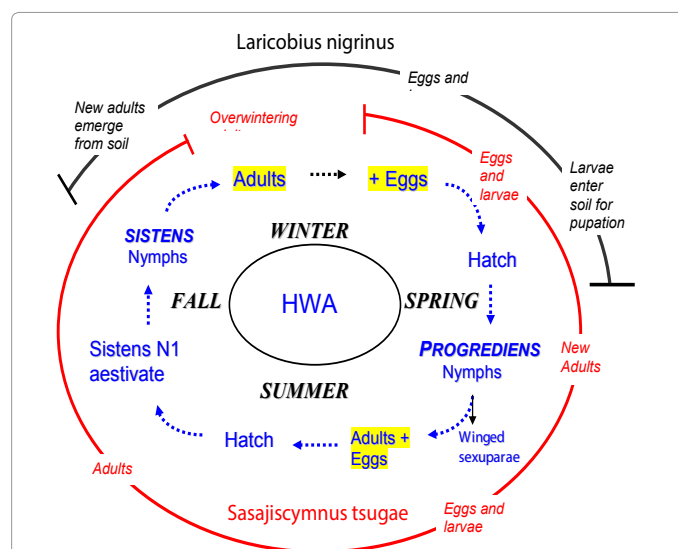 Laricobius nigrinus
Eggs and
New adults
emerge
from soil
Overwintering
Eggs
and
larvae
Larvae
enter
soil for
pupation
Adults
+ Eggs
SISTENS
Nymphs
WINTER
Hatch
FALL
HWA
SPRING
Sistens N1
aestivate
PROGREDIENS
Nymphs
New
Adults
SUMMER
Hatch
Adults +
Eggs
Winged
sexuparae
Adults
Sasajiscymnus tsugae
Eggs and
larvae